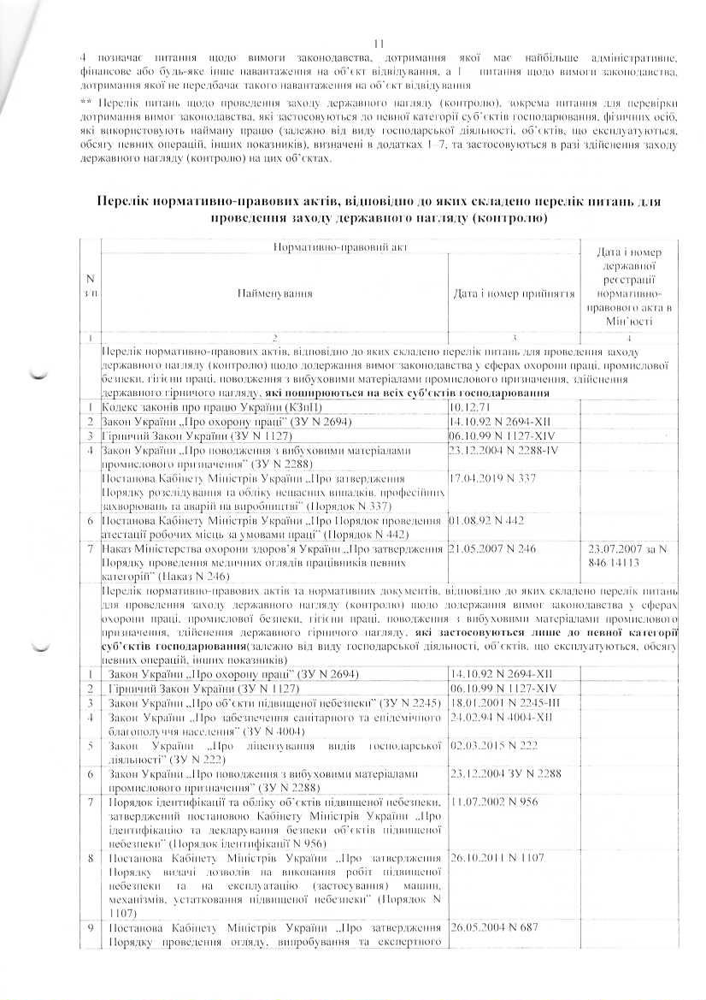 11
4 позначає питання щодо вимоги законодавства, дотримання якої має найбільше адміністративне,
фінансове або будь-яке інше навантаження на об’єкт відвідування, а 1 питання щодо вимоги законодавства,
дотримання якої не передбачає такого навантаження на об’єкт відвідування
** Перелік питань щодо проведення заходу державного нагляду (контролю), зокрема питання для перевірки
дотримання вимог законодавства, які застосовуються до певної категорії суб’єктів господарювання, фізичних осіб,
які використовують найману працю (залежно від виду господарської діяльності, об’єктів, що експлуатуються,
обсягу певних операцій, інших показників), визначені в додатках 1–7, та застосовуються в разі здійснення заходу
державного нагляду (контролю) на цих об’єктах.
Перелік нормативно-правових актів, відповідно до яких складено перелік питань для
проведення заходу державного нагляду (контролю)
Нормативно-правовий акт
Дата і номер
державної
реєстрації
нормативно-
правового акта в
Мін’юсті
N
з п
Найменування
Дата і номер прийняття
1 2 3 4
Перелік нормативно-правових актів, відповідно до яких складено перелік питань для проведення заходу
державного нагляду (контролю) щодо додержання вимог законодавства у сферах охорони праці, промислової
безпеки, гігієни праці, поводження з вибуховими матеріалами промислового призначення, здійснення
державного гірничого нагляду, які поширюються на всіх суб'єктів господарювання
1 Кодекс законів про працю України (КЗпП) 10.12.71
2 Закон України „Про охорону праці” (ЗУ N 2694) 14.10.92 N 2694-XII
3 Гірничий Закон України (ЗУ N 1127) 06.10.99 N 1127-XIV
4 Закон України „Про поводження з вибуховими матеріалами 23.12.2004 N 2288-IV
промислового призначення” (ЗУ N 2288)
Постанова Кабінету Міністрів України „Про затвердження 17.04.2019 N 337
Порядку розслідування та обліку нещасних випадків, професійних
захворювань та аварій на виробництві” (Порядок N 337)
6 Постанова Кабінету Міністрів України „Про Порядок проведення 01.08.92 N 442
атестації робочих місць за умовами праці” (Порядок N 442)
7 Наказ Міністерства охорони здоров’я України „Про затвердження 21.05.2007 N 246 23.07.2007 за N
Порядку проведення медичних оглядів працівників певних 846 14113
категорій” (Наказ N 246)
Перелік нормативно-правових актів та нормативних документів, відповідно до яких складено перелік питань
для проведення заходу державного нагляду (контролю) щодо додержання вимог законодавства у сферах
охорони праці, промислової безпеки, гігієни праці, поводження з вибуховими матеріалами промислового
призначення, здійснення державного гірничого нагляду, які застосовуються лише до певної категорії
суб’єктів господарювання(залежно від виду господарської діяльності, об’єктів, що експлуатуються, обсягу
певних операцій, інших показників)
1 Закон України „Про охорону праці” (ЗУ N 2694) 14.10.92 N 2694-XII
2 Гірничий Закон України (ЗУ N 1127) 06.10.99 N 1127-XIV
3 Закон України „Про об’єкти підвищеної небезпеки” (ЗУ N 2245) 18.01.2001 N 2245-III
4 Закон України „Про забезпечення санітарного та епідемічного 24.02.94 N 4004-XII
благополуччя населення” (ЗУ N 4004)
5 Закон України „Про ліцензування видів господарської 02.03.2015 N 222
діяльності” (ЗУ N 222)
6 Закон України „Про поводження з вибуховими матеріалами 23.12.2004 ЗУ N 2288
промислового призначення” (ЗУ N 2288)
7 Порядок ідентифікації та обліку об’єктів підвищеної небезпеки, 11.07.2002 N 956
затверджений постановою Кабінету Міністрів України „Про
ідентифікацію та декларування безпеки об’єктів підвищеної
небезпеки” (Порядок ідентифікації N 956)
8 Постанова Кабінету Міністрів України „Про затвердження 26.10.2011 N 1107
Порядку видачі дозволів на виконання робіт підвищеної
небезпеки та на експлуатацію (застосування) машин,
механізмів, устатковання підвищеної небезпеки” (Порядок N
1107)
9 Постанова Кабінету Міністрів України „Про затвердження 26.05.2004 N 687
Порядку проведення огляду, випробування та експертного